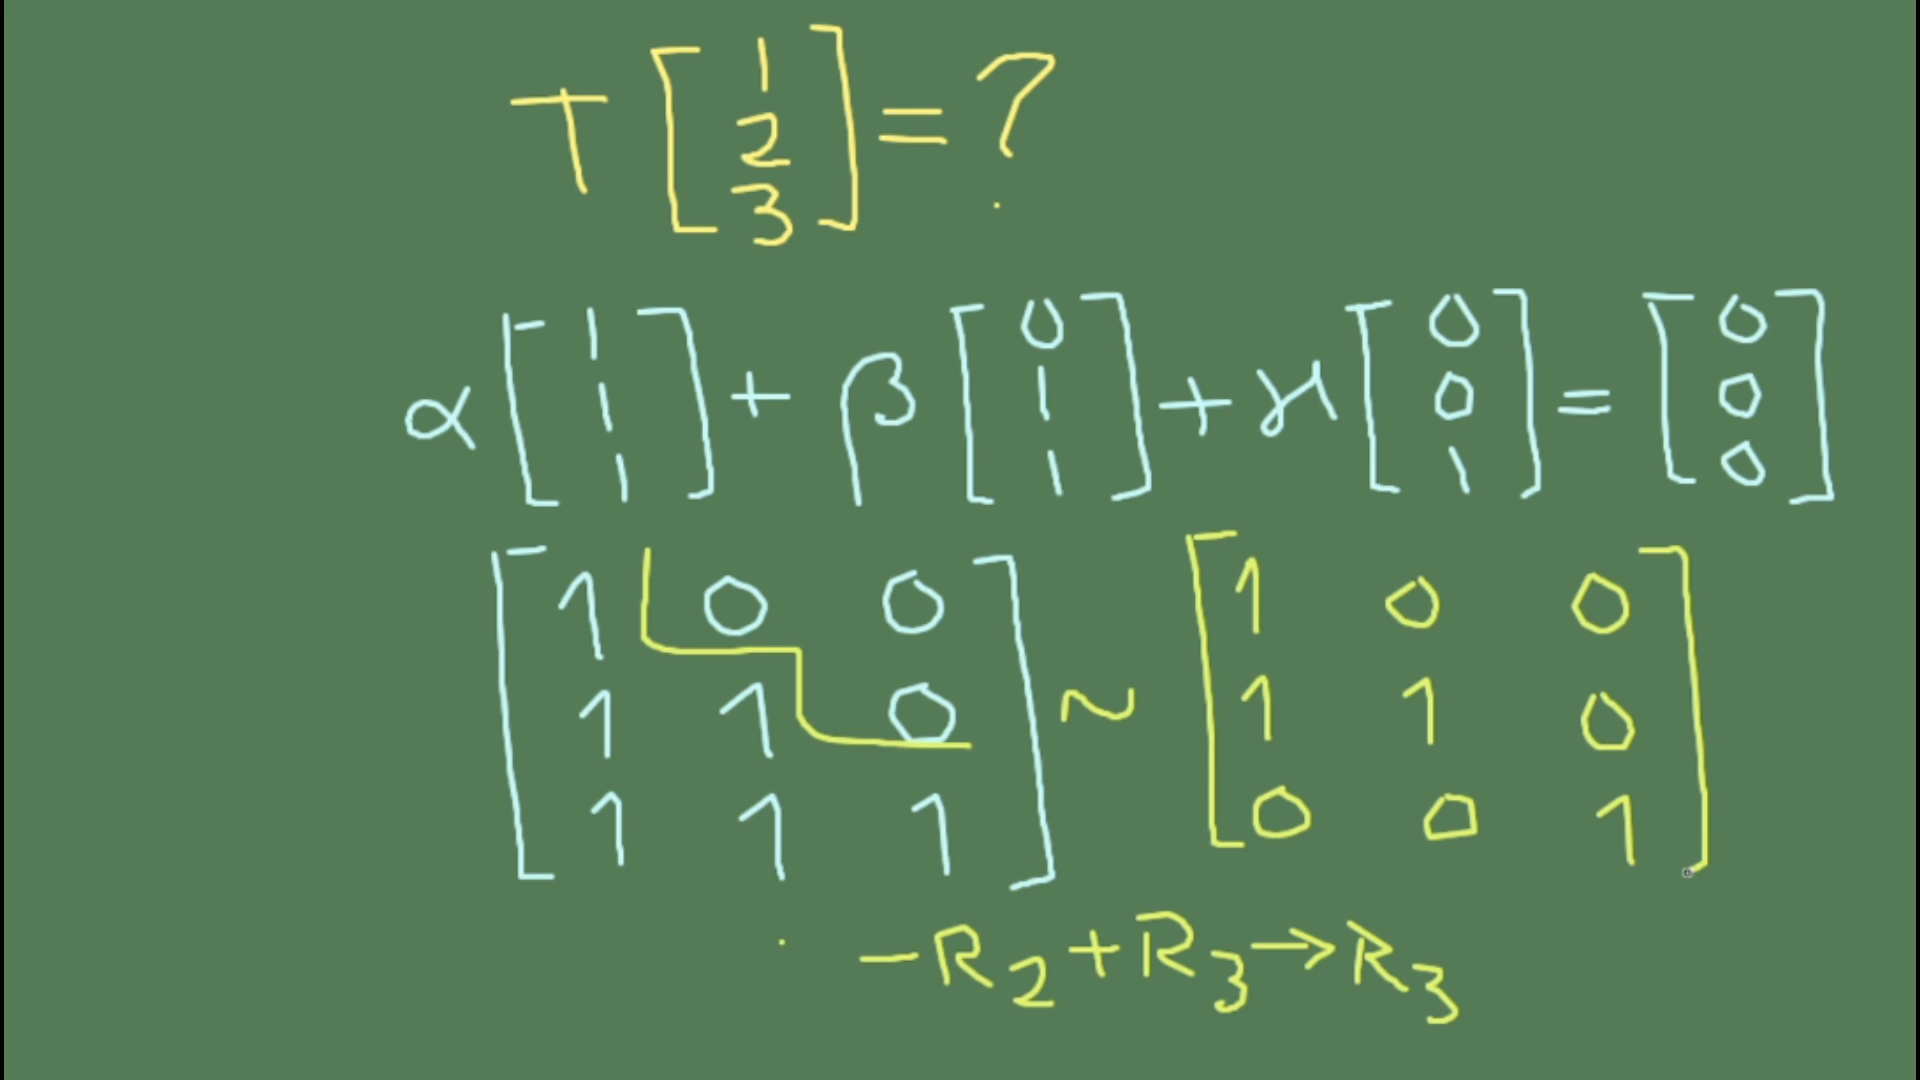 T [1 2 3] = ?
α [1 1 1] + β [0 1 1] + γ [0 0 1] = [0 0 0]
[1 0 0 ~ [1 0 0
1 1 0 1 1 0
1 1 1] 0 0 1]
-R2 + R3 → R3